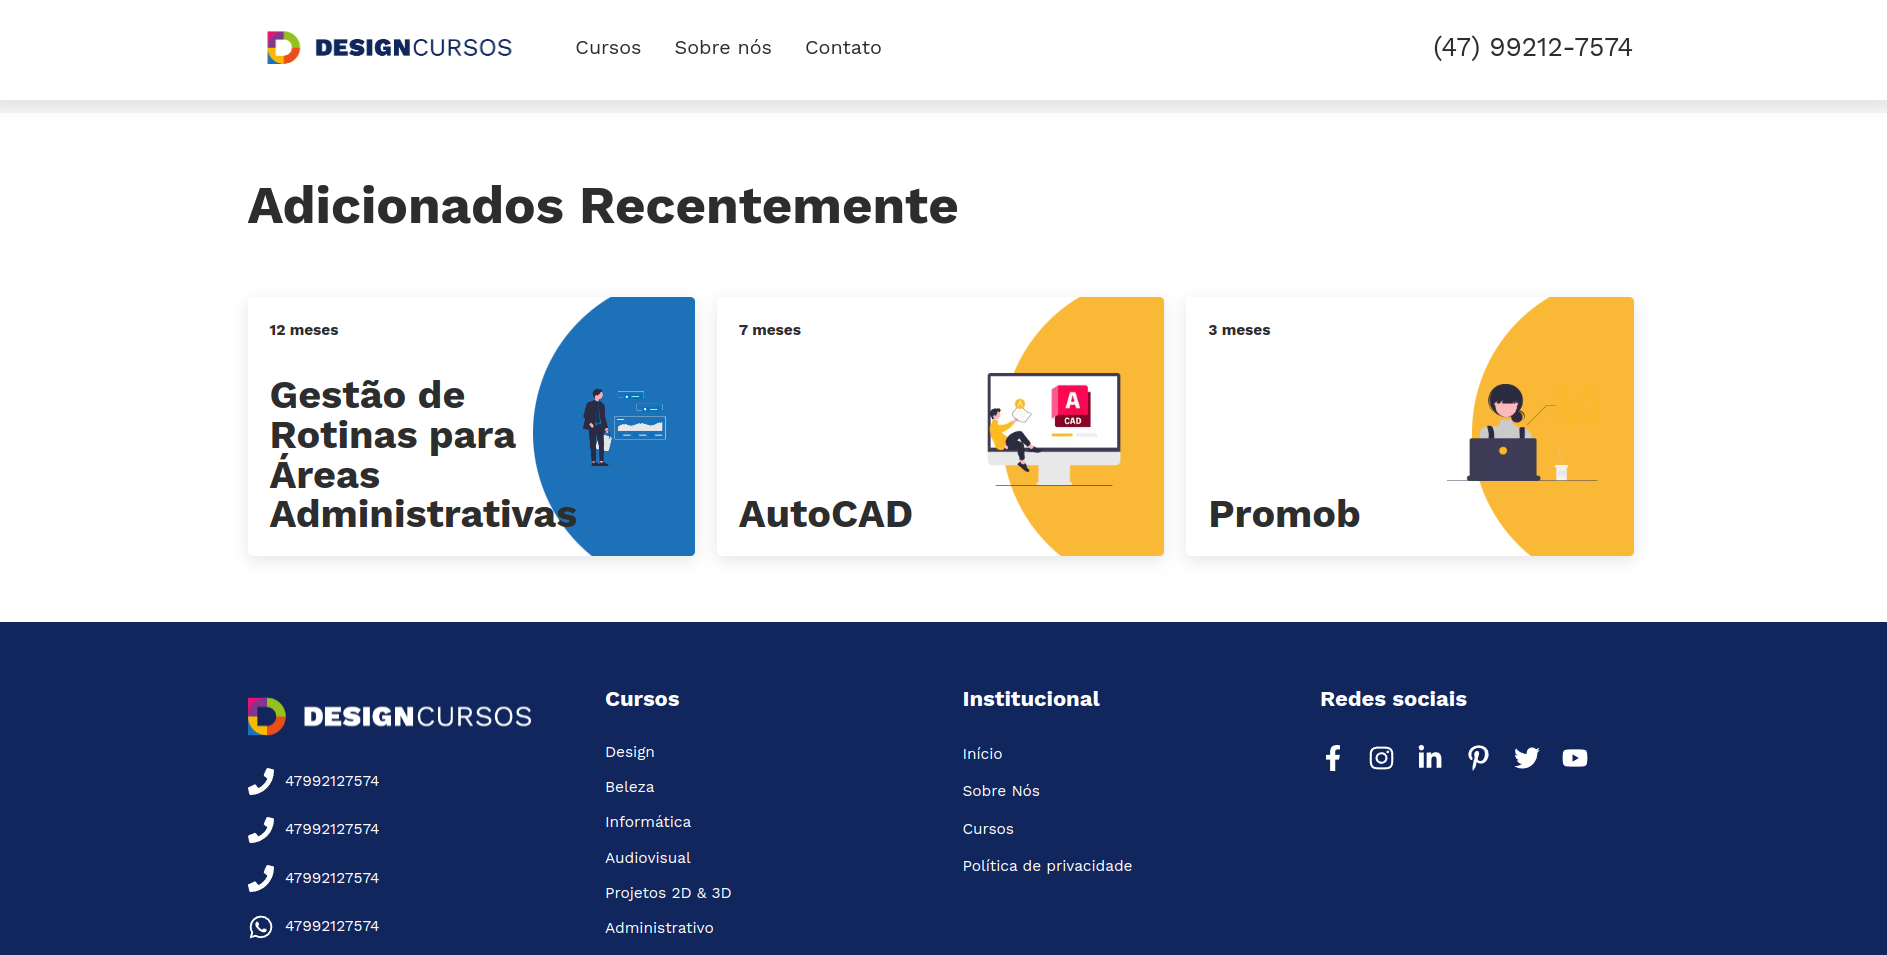 DESIGNCURSOS Cursos Sobre nós Contato (47) 99212-7574
Adicionados Recentemente
12 meses
Gestão de
Rotinas para
Áreas
Administrativas
7 meses
A
CAD
AutoCAD
3 meses
Promob
DESIGNCURSOS
47992127574
47992127574
47992127574
47992127574
Cursos
Design
Beleza
Informática
Audiovisual
Projetos 2D & 3D
Administrativo
Institucional
Início
Sobre Nós
Cursos
Política de privacidade
Redes sociais